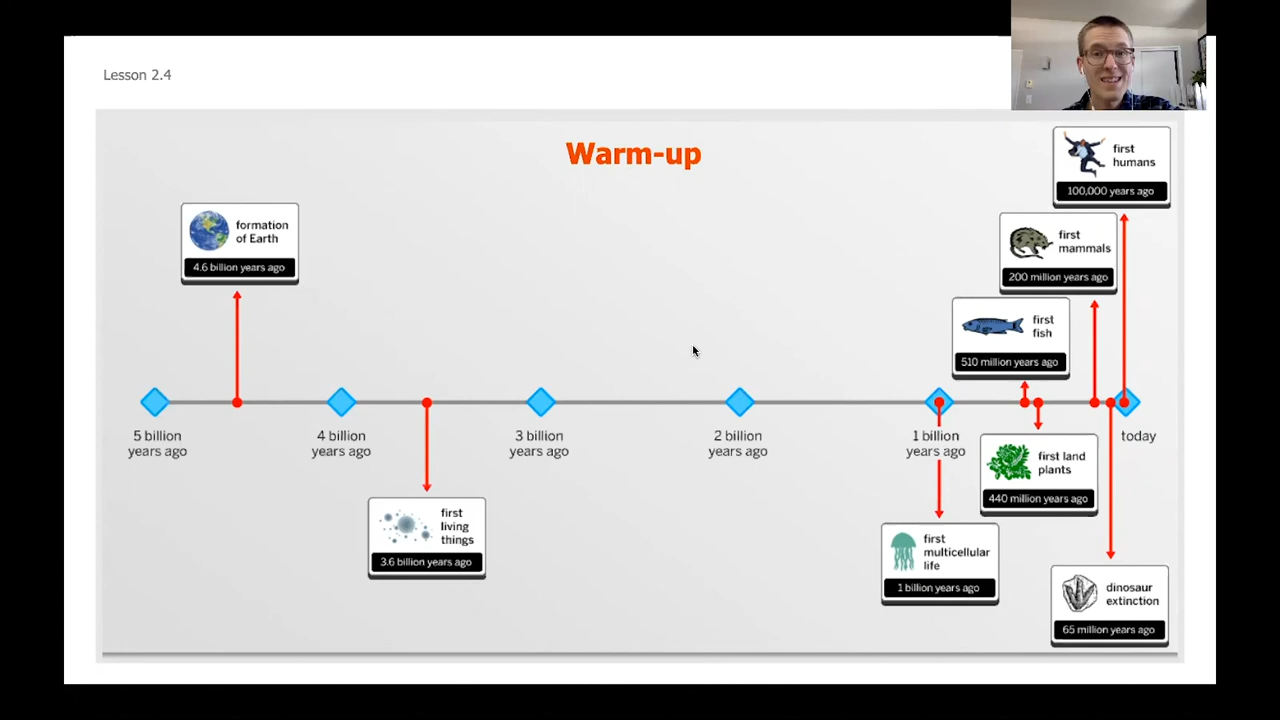 Lesson 2.4
Warm-up
first
humans
100,000 years ago
formation
of Earth
4.6 billion years ago
first
mammals
200 million years ago
first
fish
510 million years ago
5 billion
years ago
4 billion
years ago
3 billion
years ago
2 billion
years ago
1 billion
years ago
today
first land
plants
440 million years ago
first
living
things
3.6 billion years ago
first
multicellular
life
1 billion years ago
dinosaur
extinction
65 million years ago